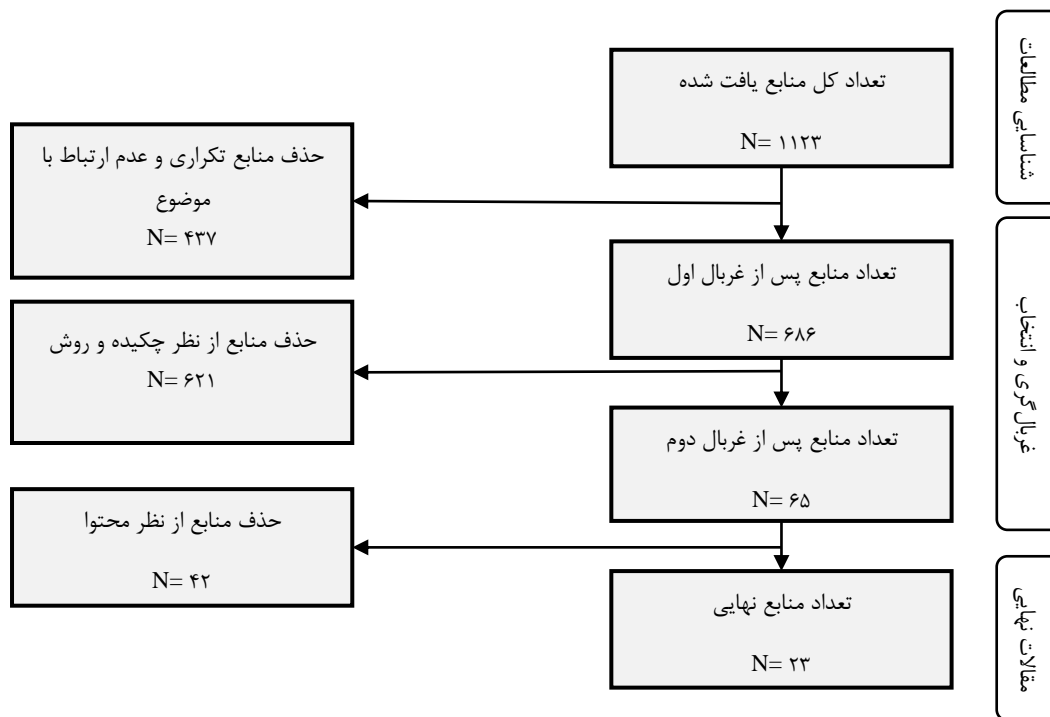 شناسایی مطالعات
تعداد کل منابع یافت شده
N= ۱۱۲۳
حذف منابع تکراری و عدم ارتباط با
موضوع
N= ۴۳۷
غربال‌گری و انتخاب
تعداد منابع پس از غربال اول
N= ۶۸۶
حذف منابع از نظر چکیده و روش
N= ۶۲۱
تعداد منابع پس از غربال دوم
N= ۶۵
حذف منابع از نظر محتوا
N= ۴۲
مقالات نهایی
تعداد منابع نهایی
N= ۲۳